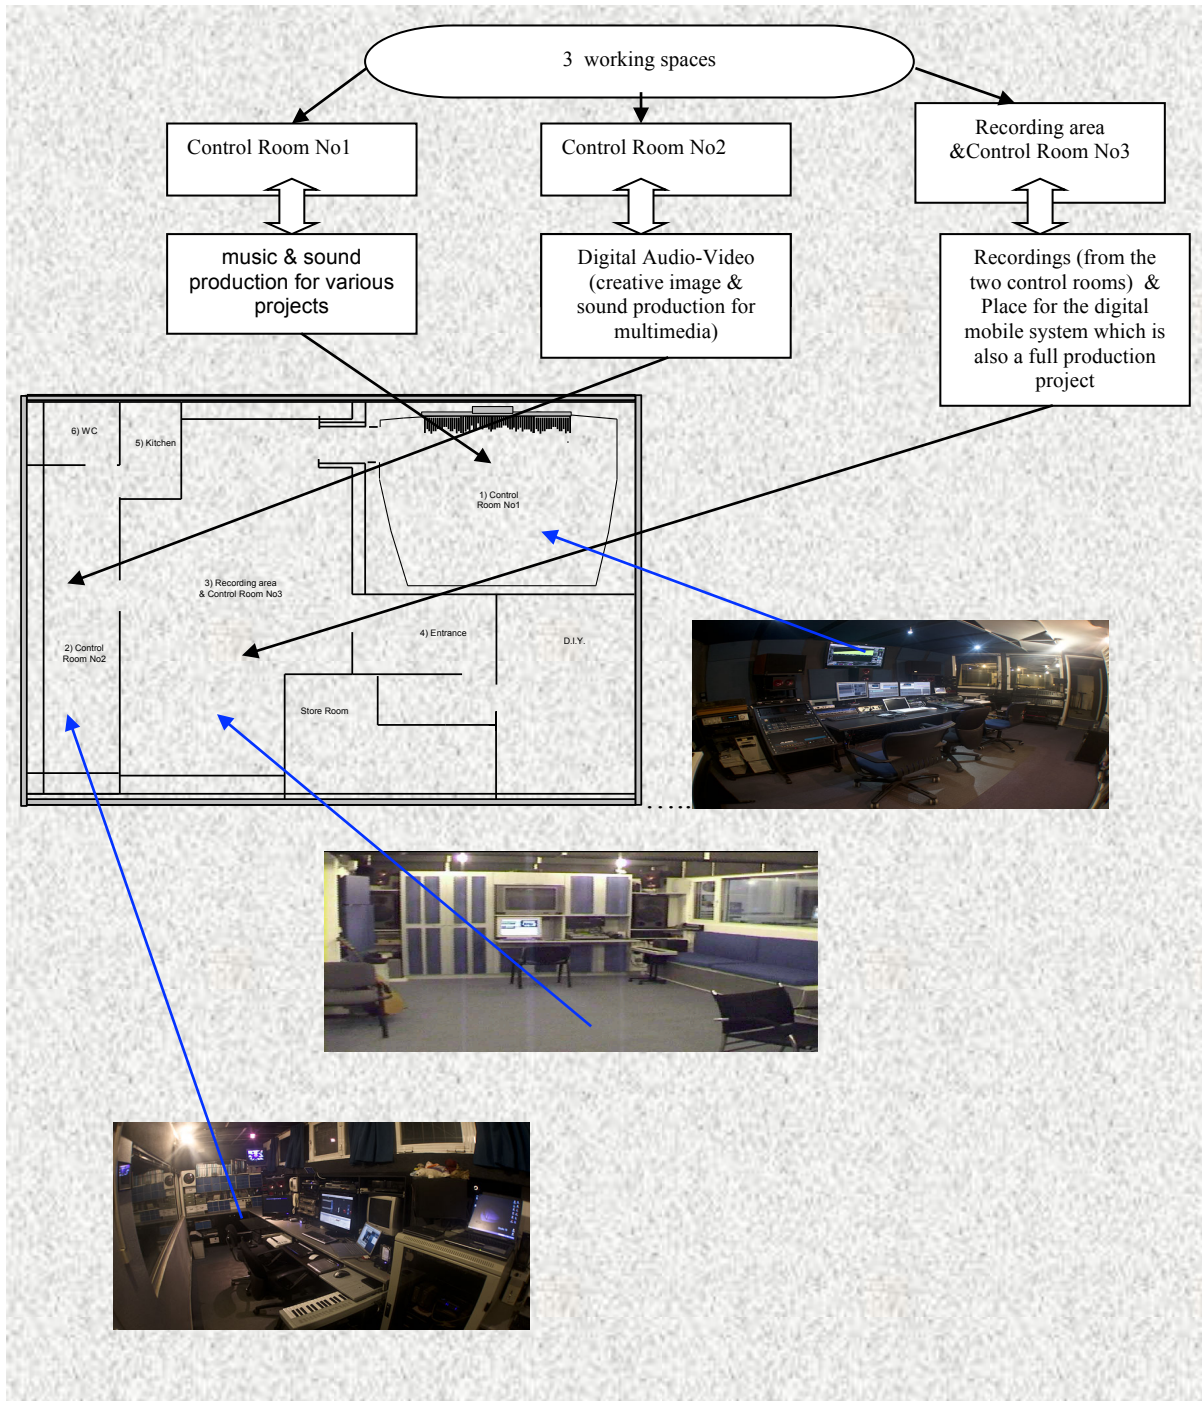 3 working spaces
Control Room No1
Control Room No2
Recording area
&Control Room No3
music & sound
production for various
projects
Digital Audio-Video
(creative image &
sound production for
multimedia)
Recordings (from the
two control rooms) &
Place for the digital
mobile system which is
also a full production
project
6) WC
5) Kitchen
1) Control
Room No1
3) Recording area
& Control Room No3
4) Entrance
D.I.Y.
2) Control
Room No2
Store Room